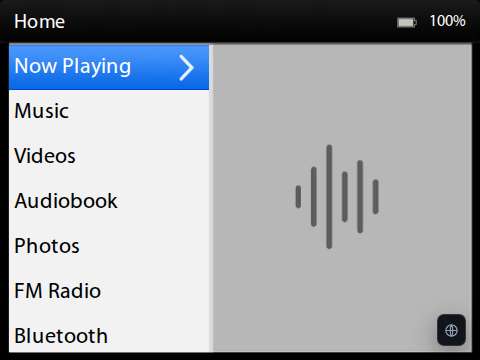 Home
100%
Now Playing
Music
Videos
Audiobook
Photos
FM Radio
Bluetooth